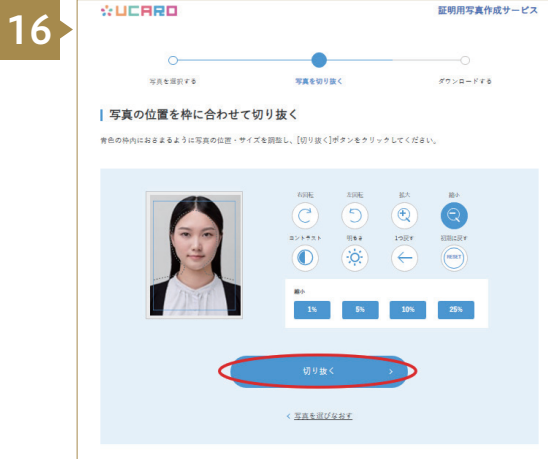 16
UCARO
証明用写真作成サービス
写真を選択する 写真を切り抜く ダウンロードする
写真の位置を枠に合わせて切り抜く
青色の枠内におさまるように写真の位置・サイズを調整し、[切り抜く]ボタンをクリックしてください。
右回転 左回転 拡大 縮小
コントラスト 明るさ 1つ戻す 初期に戻す
RESET
縮小
1% 5% 10% 25%
切り抜く >
< 写真を選びなおす